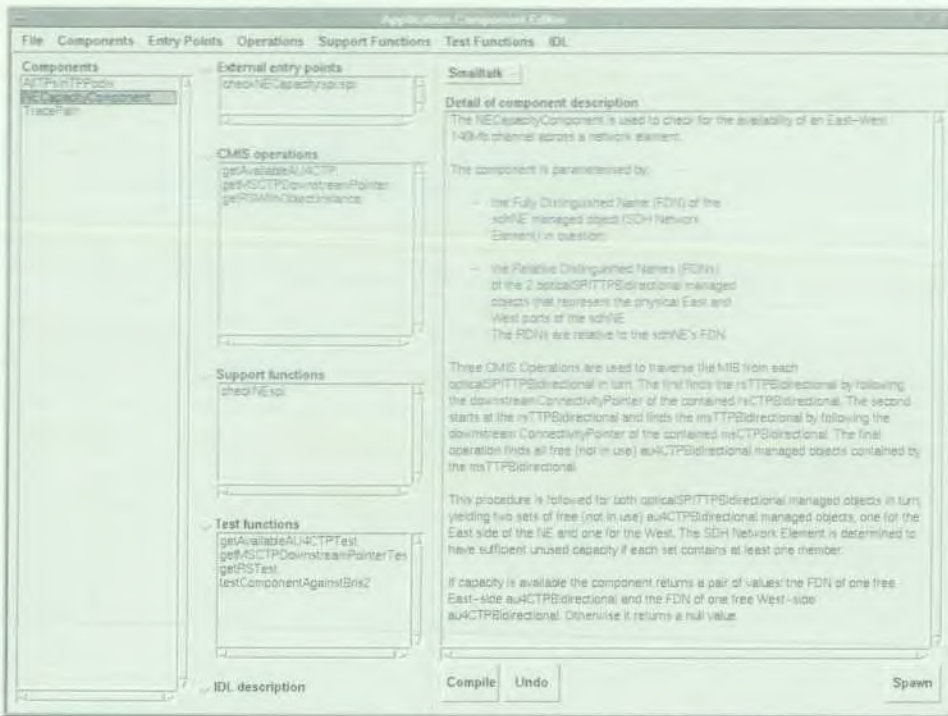 Application Component Editor
File Components Entry Points Operations Support Functions Test Functions IDL
Components
NECapacityComponent
TracePath
External entry points
checkNECapacity:spi:spi:
CMIS operations
getAvailableAU4CTP:
getMSCTPDownstreamPointer:
getRSWithObjectInstance:
Support functions
checkNE:spi:
Test functions
getAvailableAU4CTPTest
getMSCTPDownstreamPointerTes
getRSTest
testComponentAgainstBris2
IDL description
Smalltalk
Detail of component description
The NECapacityComponent is used to check for the availability of an East-West
140Mb channel across a network element.
The component is parameterised by:
- the Fully Distinguished Name (FDN) of the
sdhNE managed object (SDH Network
Element) in question;
- the Relative Distinguished Names (RDNs)
of the 2 opticalSPITTPBidirectional managed
objects that represent the physical East and
West ports of the sdhNE.
The RDNs are relative to the sdhNE's FDN.
Three CMIS Operations are used to traverse the MIB from each
opticalSPITTPBidirectional in turn. The first finds the rsTTPBidirectional by following
the downstreamConnectivityPointer of the contained rsCTPBidirectional. The second
starts at the rsTTPBidirectional and finds the msTTPBidirectional by following the
downstream ConnectivityPointer of the contained msCTPBidirectional. The final
operation finds all free (not in use) au4CTPBidirectional managed objects contained by
the msTTPBidirectional.
This procedure is followed for both opticalSPITTPBidirectional managed objects in turn,
yielding two sets of free (not in use) au4CTPBidirectional managed objects, one for the
East side of the NE and one for the West. The SDH Network Element is determined to
have sufficient unused capacity if each set contains at least one member.
If capacity is available the component returns a pair of values: the FDN of one free
East-side au4CTPBidirectional and the FDN of one free West-side
au4CTPBidirectional. Otherwise it returns a null value.
Compile Undo Spawn